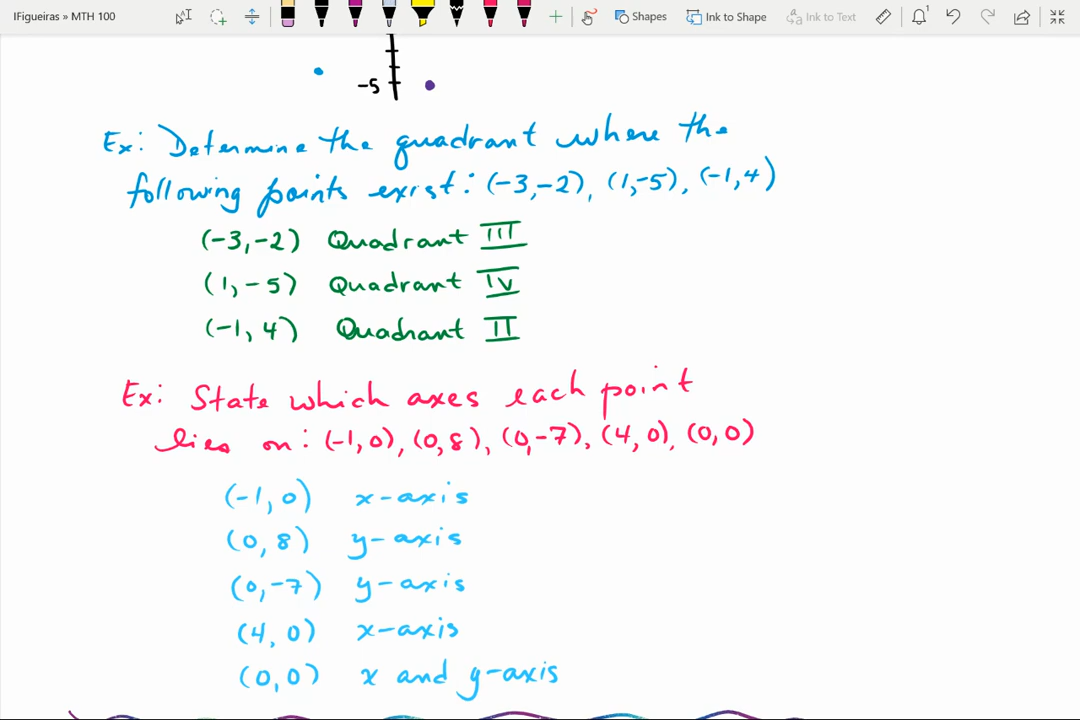 IFigueiras » MTH 100
Shapes
Ink to Shape
Ink to Text
1
-5
Ex: Determine the quadrant where the
following points exist: (-3,-2), (1,-5), (-1,4)
(-3,-2) Quadrant III
(1,-5) Quadrant IV
(-1,4) Quadrant II
Ex: State which axes each point
lies on: (-1,0), (0,8), (0,-7), (4,0), (0,0)
(-1,0) x-axis
(0,8) y-axis
(0,-7) y-axis
(4,0) x-axis
(0,0) x and y-axis